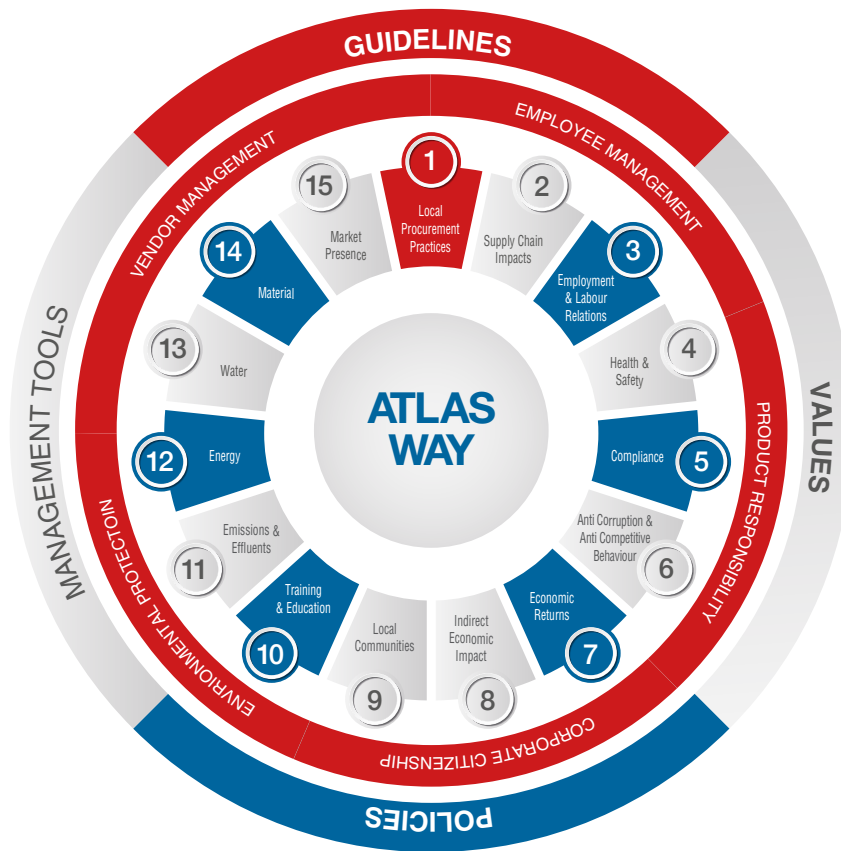 GUIDELINES
VALUES
POLICIES
MANAGEMENT TOOLS
EMPLOYEE MANAGEMENT
PRODUCT RESPONSIBILITY
CORPORATE CITIZENSHIP
ENVRIONMENTAL PROTECTOIN
VENDOR MANAGEMENT
1
Local
Procurement
Practices
2
Supply Chain
Impacts
3
Employment
& Labour
Relations
4
Health &
Safety
5
Compliance
6
Anti Corruption &
Anti Competitive
Behaviour
7
Economic
Returns
8
Indirect
Economic
Impact
9
Local
Communities
10
Training
& Education
11
Emissions &
Effluents
12
Energy
13
Water
14
Material
15
Market
Presence
ATLAS
WAY